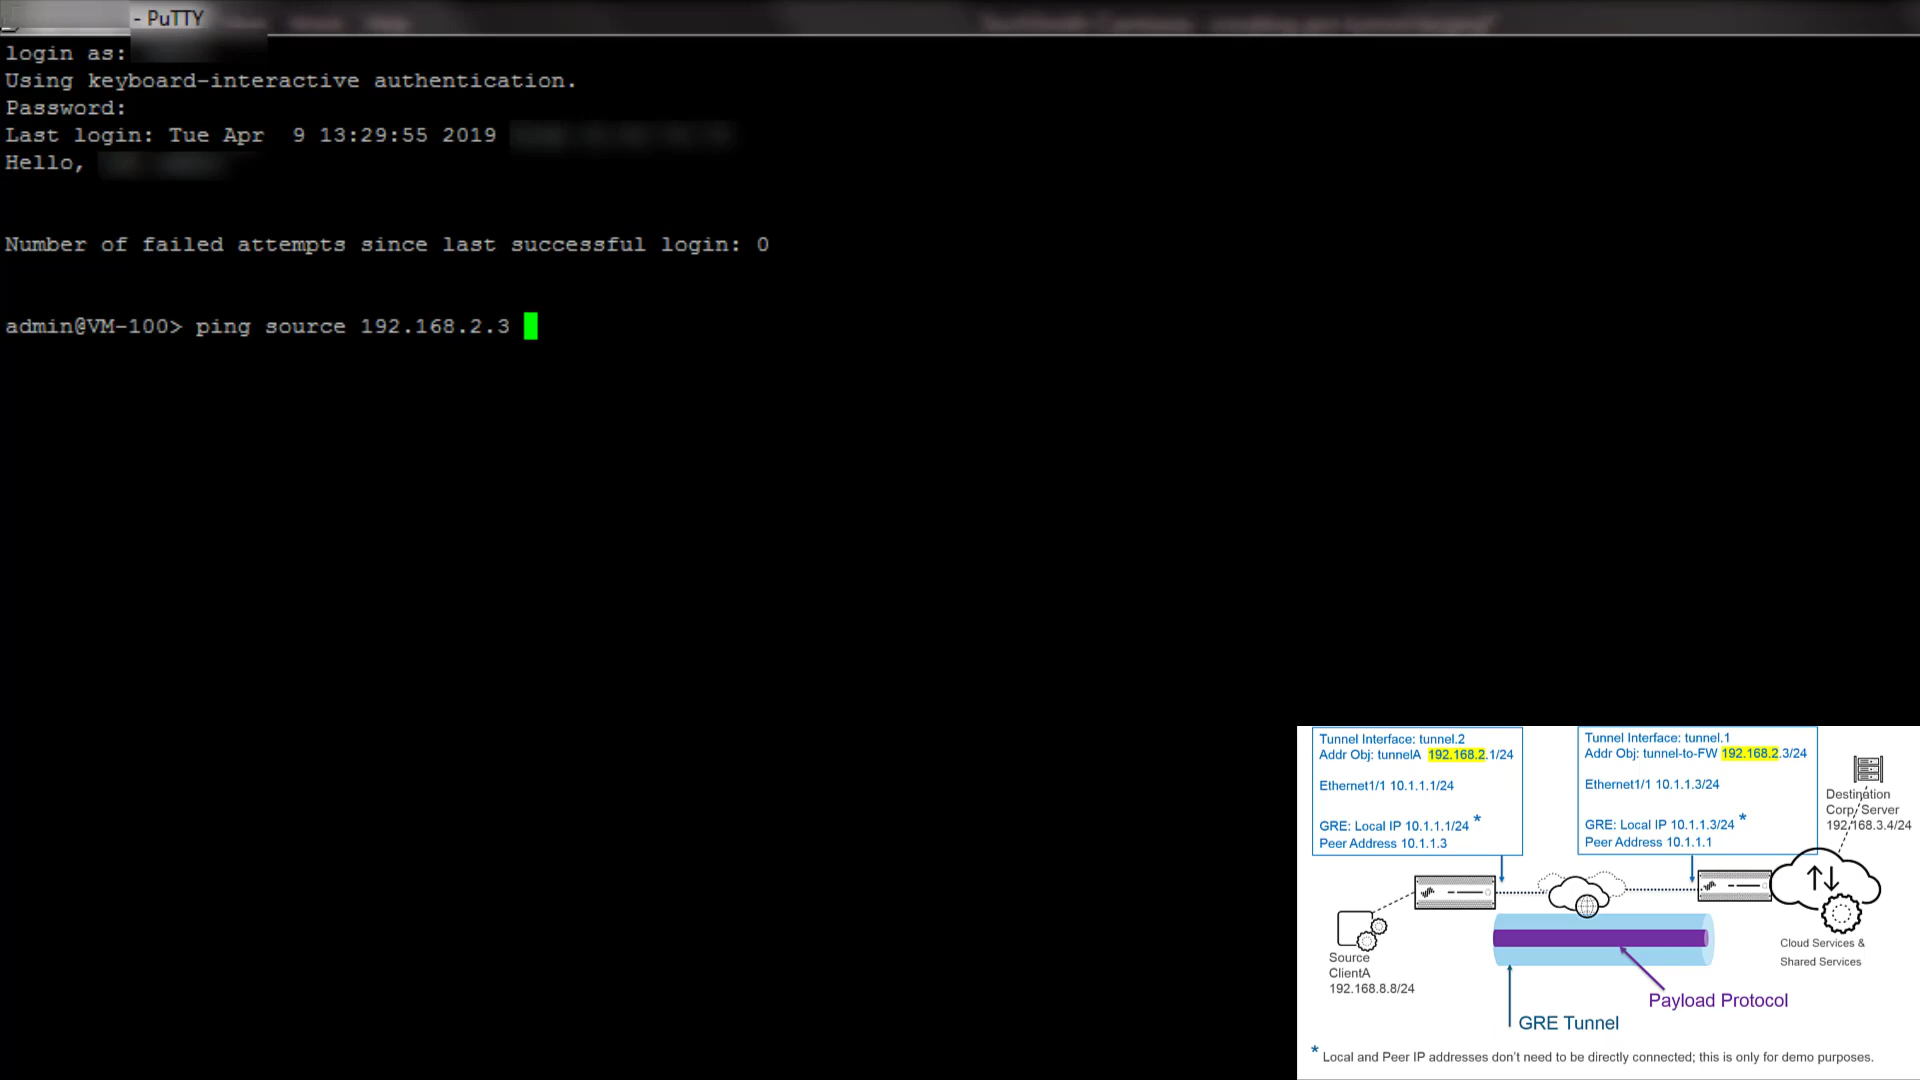 - PuTTY
login as:
Using keyboard-interactive authentication.
Password:
Last login: Tue Apr  9 13:29:55 2019
Hello,
Number of failed attempts since last successful login: 0
admin@VM-100> ping source 192.168.2.3
Tunnel Interface: tunnel.2
Addr Obj: tunnelA 192.168.2.1/24
Ethernet1/1 10.1.1.1/24
GRE: Local IP 10.1.1.1/24 *
Peer Address 10.1.1.3
Tunnel Interface: tunnel.1
Addr Obj: tunnel-to-FW 192.168.2.3/24
Ethernet1/1 10.1.1.3/24
GRE: Local IP 10.1.1.3/24 *
Peer Address 10.1.1.1
Destination
Corp. Server
192.168.3.4/24
Source
ClientA
192.168.8.8/24
Cloud Services &
Shared Services
Payload Protocol
GRE Tunnel
* Local and Peer IP addresses don't need to be directly connected; this is only for demo purposes.